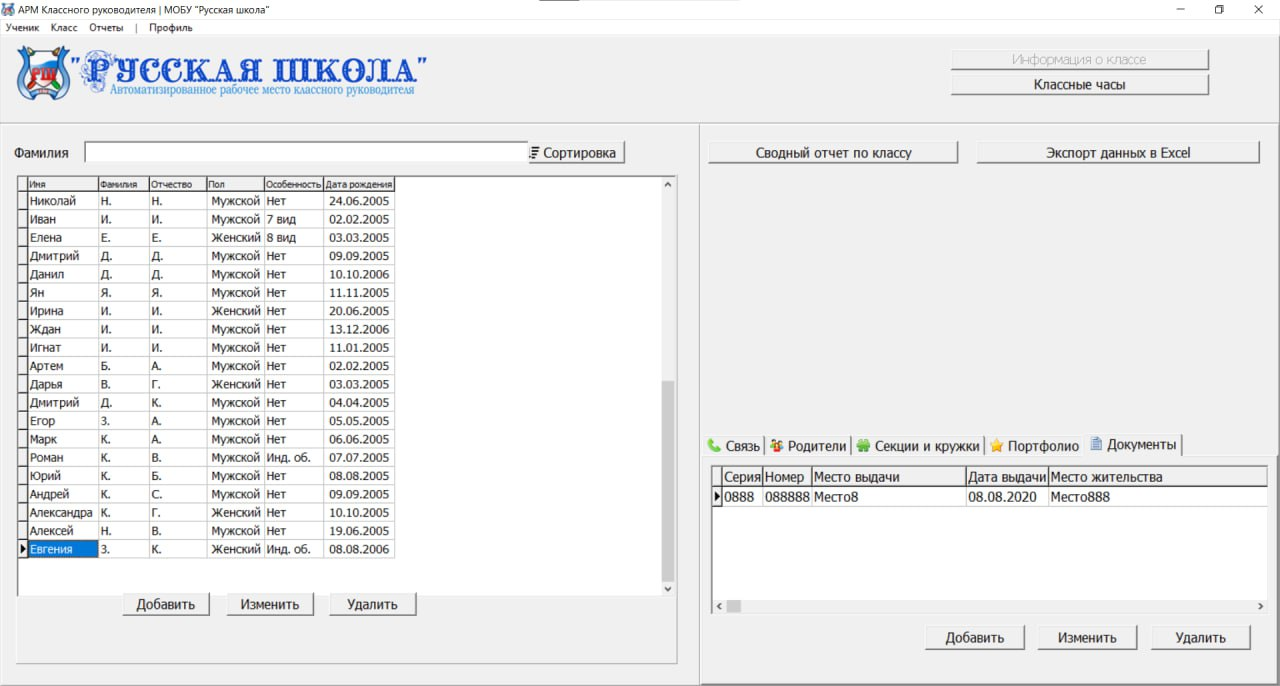 АРМ Классного руководителя | МОБУ "Русская школа"
Ученик Класс Отчеты | Профиль
РШ
"РУССКАЯ ШКОЛА"
Автоматизированное рабочее место классного руководителя
Информация о классе
Классные часы
Фамилия Сортировка
Сводный отчет по классу Экспорт данных в Excel
Имя Фамилия Отчество Пол Особенность Дата рождения
Николай Н. Н. Мужской Нет 24.06.2005
Иван И. И. Мужской 7 вид 02.02.2005
Елена Е. Е. Женский 8 вид 03.03.2005
Дмитрий Д. Д. Мужской Нет 09.09.2005
Данил Д. Д. Мужской Нет 10.10.2006
Ян Я. Я. Мужской Нет 11.11.2005
Ирина И. И. Женский Нет 20.06.2005
Ждан И. И. Мужской Нет 13.12.2006
Игнат И. И. Мужской Нет 11.01.2005
Артем Б. А. Мужской Нет 02.02.2005
Дарья В. Г. Женский Нет 03.03.2005
Дмитрий Д. К. Мужской Нет 04.04.2005
Егор З. А. Мужской Нет 05.05.2005
Марк К. А. Мужской Нет 06.06.2005
Роман К. В. Мужской Инд. об. 07.07.2005
Юрий К. Б. Мужской Нет 08.08.2005
Андрей К. С. Мужской Нет 09.09.2005
Александра К. Г. Женский Нет 10.10.2005
Алексей Н. В. Мужской Нет 19.06.2005
Евгения З. К. Женский Инд. об. 08.08.2006
Добавить Изменить Удалить
Связь Родители Секции и кружки Портфолио Документы
Серия Номер Место выдачи Дата выдачи Место жительства
0888 088888 Место8 08.08.2020 Место888
Добавить Изменить Удалить